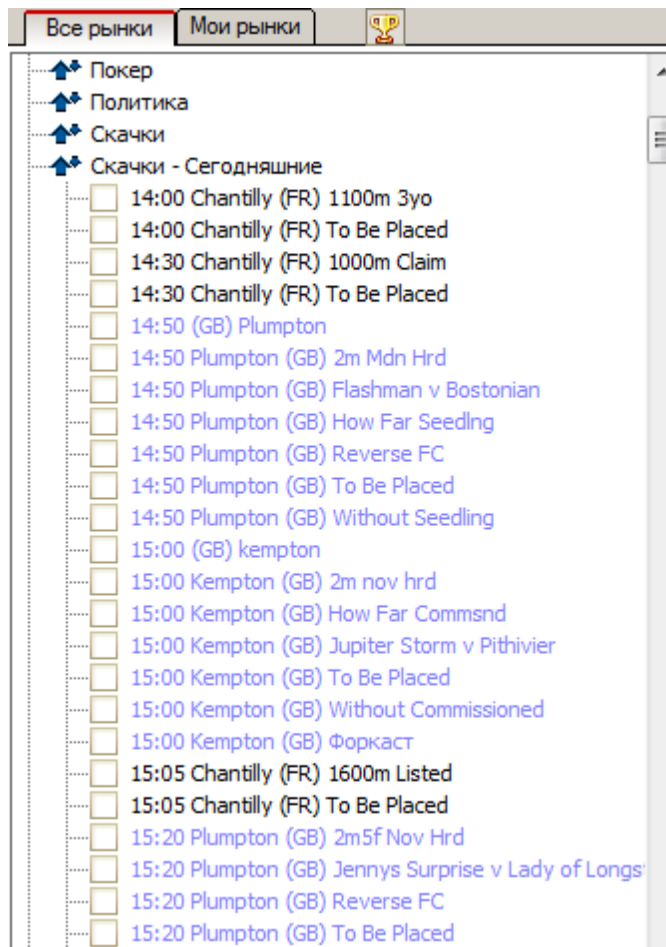 Все рынки
Мои рынки
Покер
Политика
Скачки
Скачки - Сегодняшние
14:00 Chantilly (FR) 1100m 3yo
14:00 Chantilly (FR) To Be Placed
14:30 Chantilly (FR) 1000m Claim
14:30 Chantilly (FR) To Be Placed
14:50 (GB) Plumpton
14:50 Plumpton (GB) 2m Mdn Hrd
14:50 Plumpton (GB) Flashman v Bostonian
14:50 Plumpton (GB) How Far Seedlng
14:50 Plumpton (GB) Reverse FC
14:50 Plumpton (GB) To Be Placed
14:50 Plumpton (GB) Without Seedling
15:00 (GB) kempton
15:00 Kempton (GB) 2m nov hrd
15:00 Kempton (GB) How Far Commsnd
15:00 Kempton (GB) Jupiter Storm v Pithivier
15:00 Kempton (GB) To Be Placed
15:00 Kempton (GB) Without Commissioned
15:00 Kempton (GB) Форкаст
15:05 Chantilly (FR) 1600m Listed
15:05 Chantilly (FR) To Be Placed
15:20 Plumpton (GB) 2m5f Nov Hrd
15:20 Plumpton (GB) Jennys Surprise v Lady of Longs
15:20 Plumpton (GB) Reverse FC
15:20 Plumpton (GB) To Be Placed